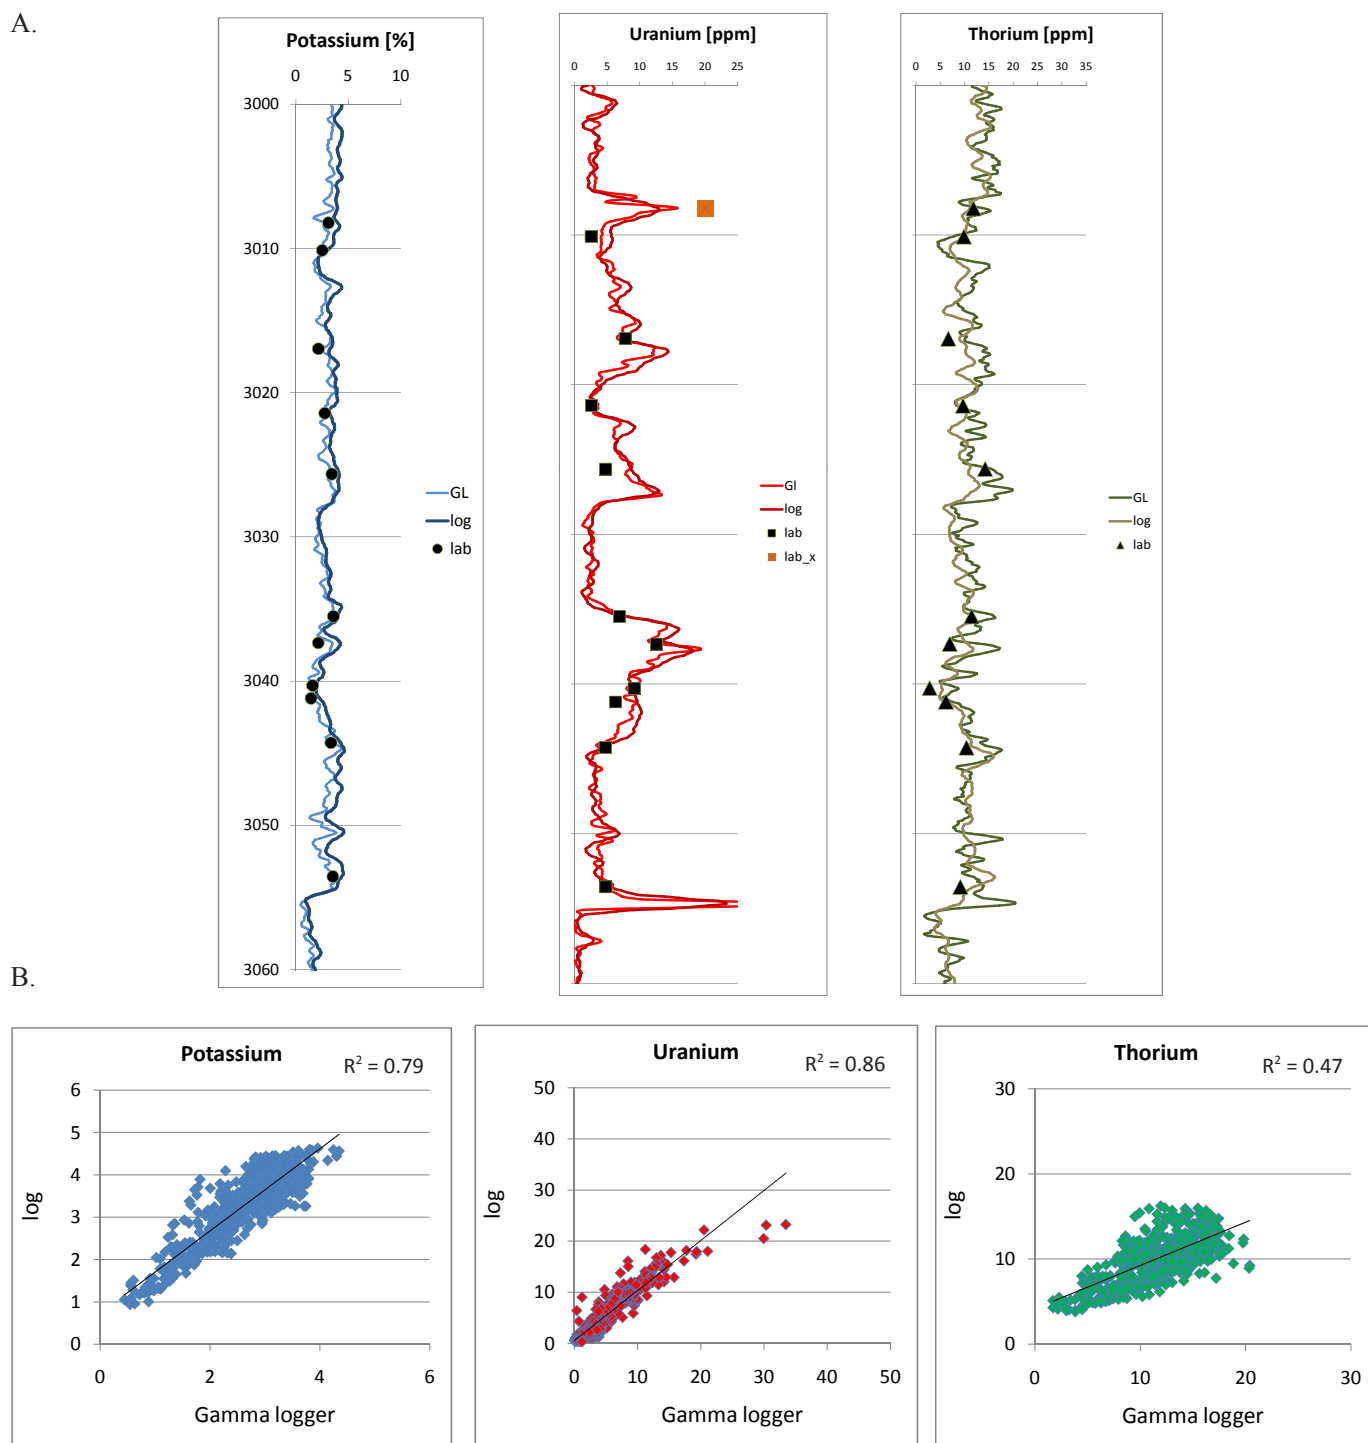 A.
Potassium [%]
0 5 10
3000
3010
3020
3030
3040
3050
3060
GL
log
lab
Uranium [ppm]
0 5 10 15 20 25
Gl
log
lab
lab_x
Thorium [ppm]
0 5 10 15 20 25 30 35
GL
log
lab
B.
Potassium
R² = 0.79
6
5
4
3
2
1
0
log
0 2 4 6
Gamma logger
Uranium
R² = 0.86
50
40
30
20
10
0
log
0 10 20 30 40 50
Gamma logger
Thorium
R² = 0.47
30
20
10
0
log
0 10 20 30
Gamma logger